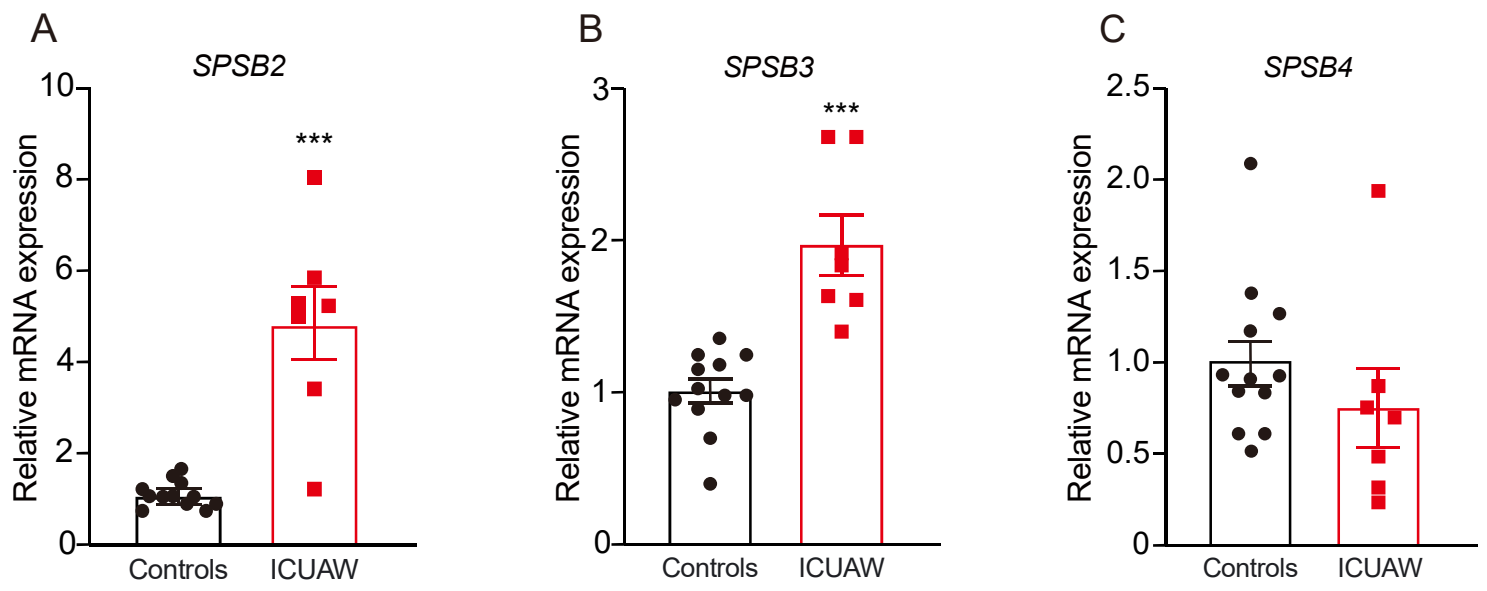 A
SPSB2
Relative mRNA expression
10
8
6
4
2
0
***
Controls
ICUAW
B
SPSB3
Relative mRNA expression
3
2
1
0
***
Controls
ICUAW
C
SPSB4
Relative mRNA expression
2.5
2.0
1.5
1.0
0.5
0
Controls
ICUAW